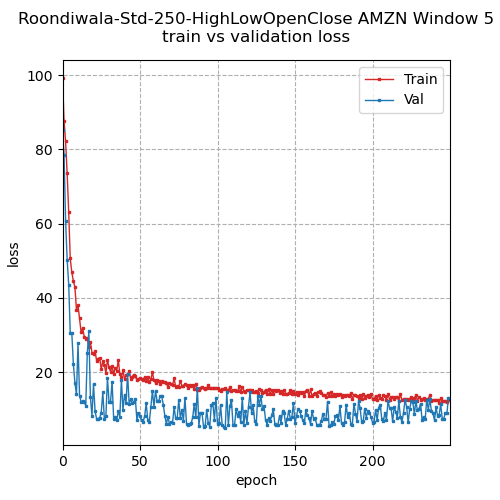 Roondiwala-Std-250-HighLowOpenClose AMZN Window 5
train vs validation loss
Train
Val
100
80
60
40
20
loss
0
50
100
150
200
epoch